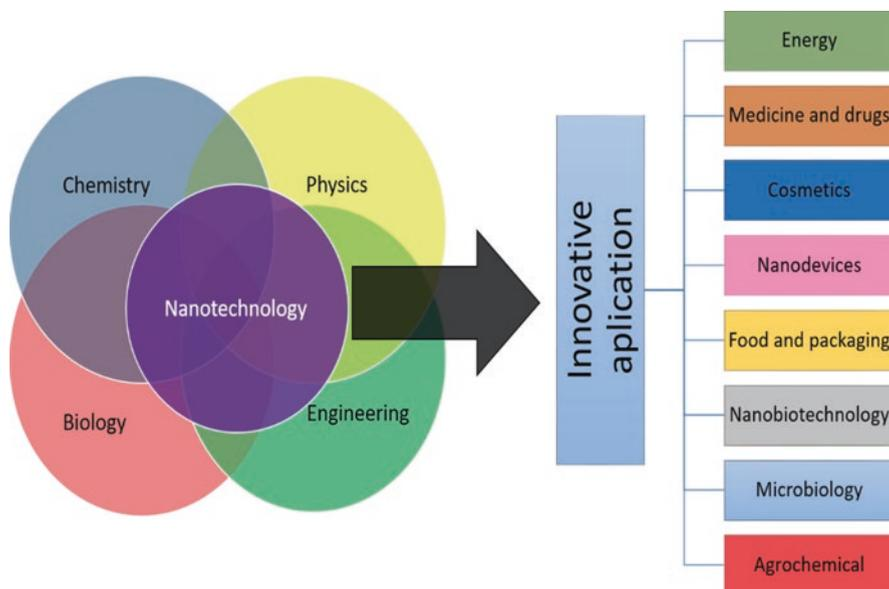 Chemistry
Physics
Nanotechnology
Biology
Engineering
Innovative
aplication
Energy
Medicine and drugs
Cosmetics
Nanodevices
Food and packaging
Nanobiotechnology
Microbiology
Agrochemical